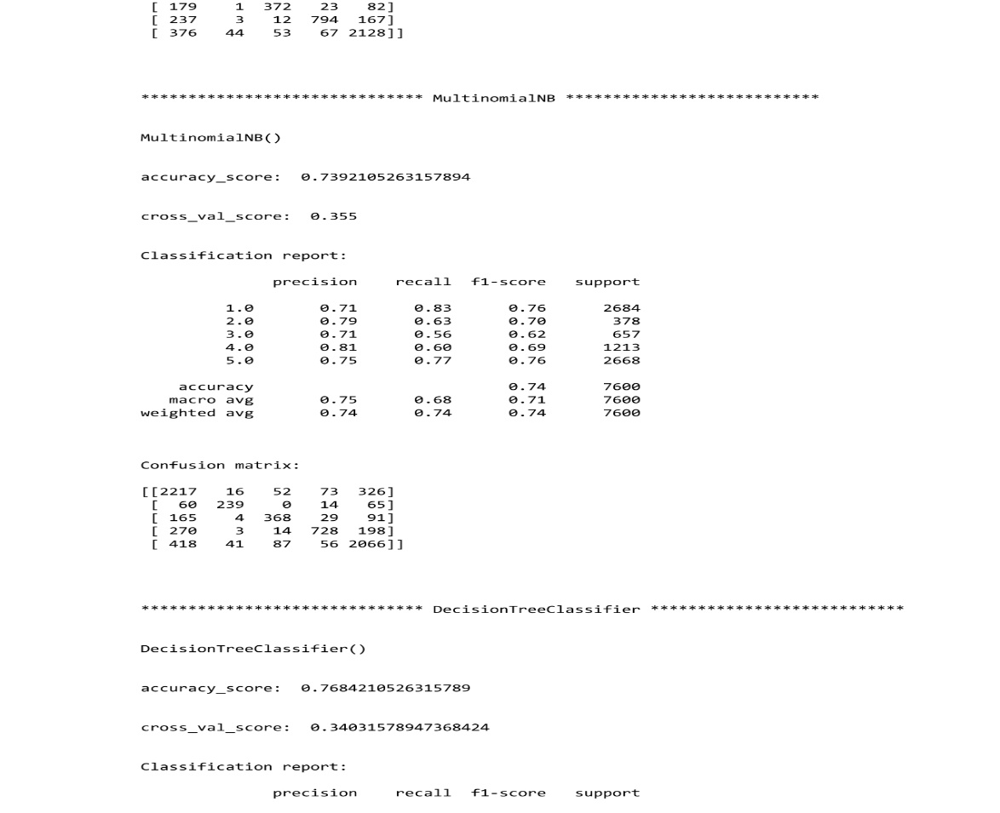 [ 179 1 372 23 82]
[ 237 3 12 794 167]
[ 376 44 53 67 2128]]
****************************** MultinomialNB ***************************
MultinomialNB()
accuracy_score: 0.7392105263157894
cross_val_score: 0.355
Classification report:
precision recall f1-score support
1.0 0.71 0.83 0.76 2684
2.0 0.79 0.63 0.70 378
3.0 0.71 0.56 0.62 657
4.0 0.81 0.60 0.69 1213
5.0 0.75 0.77 0.76 2668
accuracy 0.74 7600
macro avg 0.75 0.68 0.71 7600
weighted avg 0.74 0.74 0.74 7600
Confusion matrix:
[[2217 16 52 73 326]
[ 60 239 0 14 65]
[ 165 4 368 29 91]
[ 270 3 14 728 198]
[ 418 41 87 56 2066]]
****************************** DecisionTreeClassifier ***************************
DecisionTreeClassifier()
accuracy_score: 0.7684210526315789
cross_val_score: 0.34031578947368424
Classification report:
precision recall f1-score support